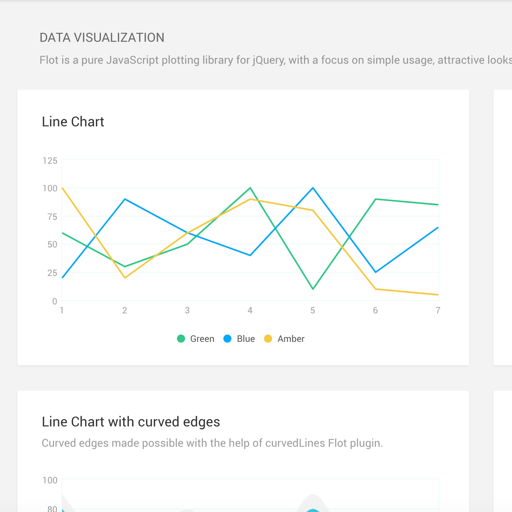 DATA VISUALIZATION
Flot is a pure JavaScript plotting library for jQuery, with a focus on simple usage, attractive looks
Line Chart
125
100
75
50
25
0
1 2 3 4 5 6 7
Green Blue Amber
Line Chart with curved edges
Curved edges made possible with the help of curvedLines Flot plugin.
100
80